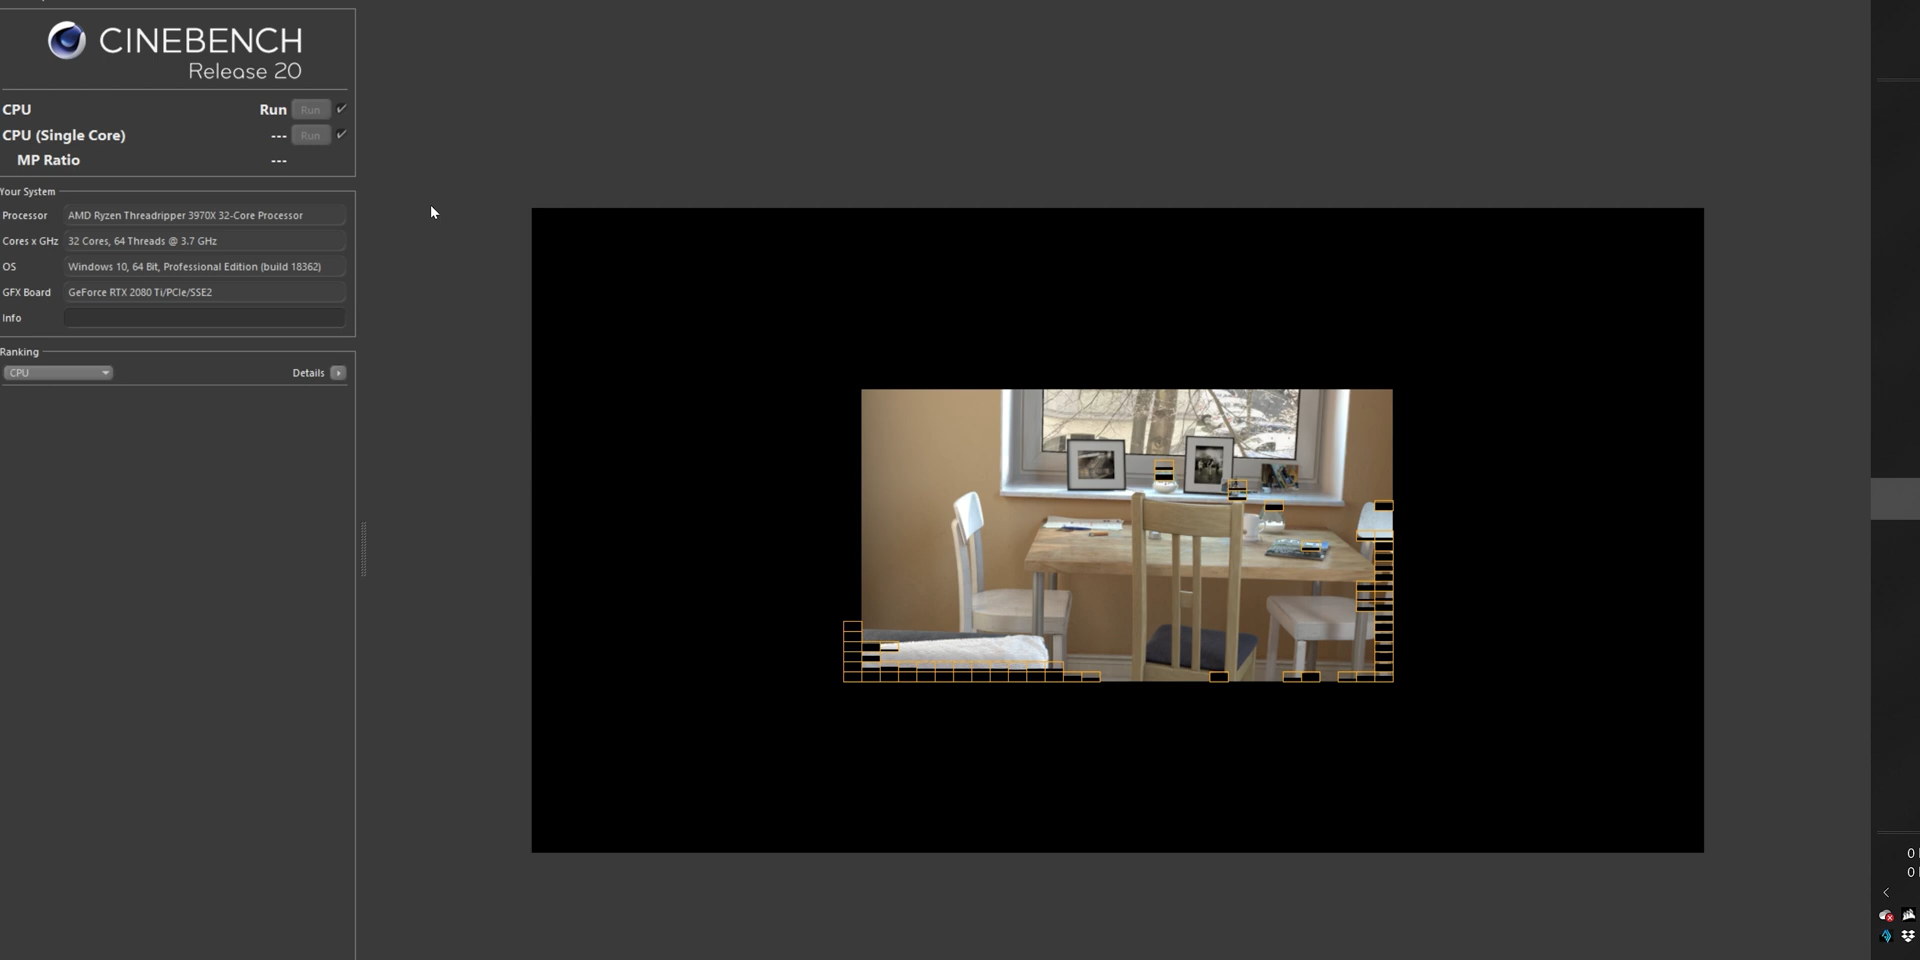 CINEBENCH
Release 20
CPU Run Run
CPU (Single Core) --- Run
MP Ratio ---
Your System
Processor AMD Ryzen Threadripper 3970X 32-Core Processor
Cores x GHz 32 Cores, 64 Threads @ 3.7 GHz
OS Windows 10, 64 Bit, Professional Edition (build 18362)
GFX Board GeForce RTX 2080 Ti/PCIe/SSE2
Info
Ranking
CPU Details
0
0